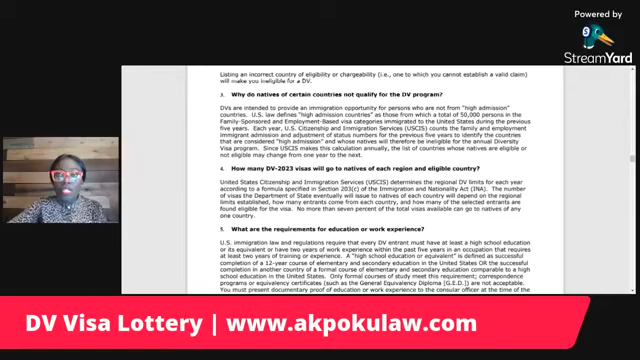 Powered by
StreamYard
Listing an incorrect country of eligibility or chargeability (i.e., one to which you cannot establish a valid claim)
will make you ineligible for a DV.
3. Why do natives of certain countries not qualify for the DV program?
DVs are intended to provide an immigration opportunity for persons who are not from "high admission"
countries. U.S. law defines "high admission countries" as those from which a total of 50,000 persons in the
Family-Sponsored and Employment-Based visa categories immigrated to the United States during the previous
five years. Each year, U.S. Citizenship and Immigration Services (USCIS) counts the family and employment
immigrant admission and adjustment of status numbers for the previous five years to identify the countries
that are considered "high admission" and whose natives will therefore be ineligible for the annual Diversity
Visa program. Since USCIS makes this calculation annually, the list of countries whose natives are eligible or
not eligible may change from one year to the next.
4. How many DV-2023 visas will go to natives of each region and eligible country?
United States Citizenship and Immigration Services (USCIS) determines the regional DV limits for each year
according to a formula specified in Section 203(c) of the Immigration and Nationality Act (INA). The number
of visas the Department of State eventually will issue to natives of each country will depend on the regional
limits established, how many entrants come from each country, and how many of the selected entrants are
found eligible for the visa. No more than seven percent of the total visas available can go to natives of any
one country.
5. What are the requirements for education or work experience?
U.S. immigration law and regulations require that every DV entrant must have at least a high school education
or its equivalent or have two years of work experience within the past five years in an occupation that requires
at least two years of training or experience. A "high school education or equivalent" is defined as successful
completion of a 12-year course of elementary and secondary education in the United States OR the successful
completion in another country of a formal course of elementary and secondary education comparable to a high
school education in the United States. Only formal courses of study meet this requirement; correspondence
programs or equivalency certificates (such as the General Equivalency Diploma [G.E.D.]) are not acceptable.
You must present documentary proof of education or work experience to the consular officer at the time of the
DV Visa Lottery | www.akpokulaw.com